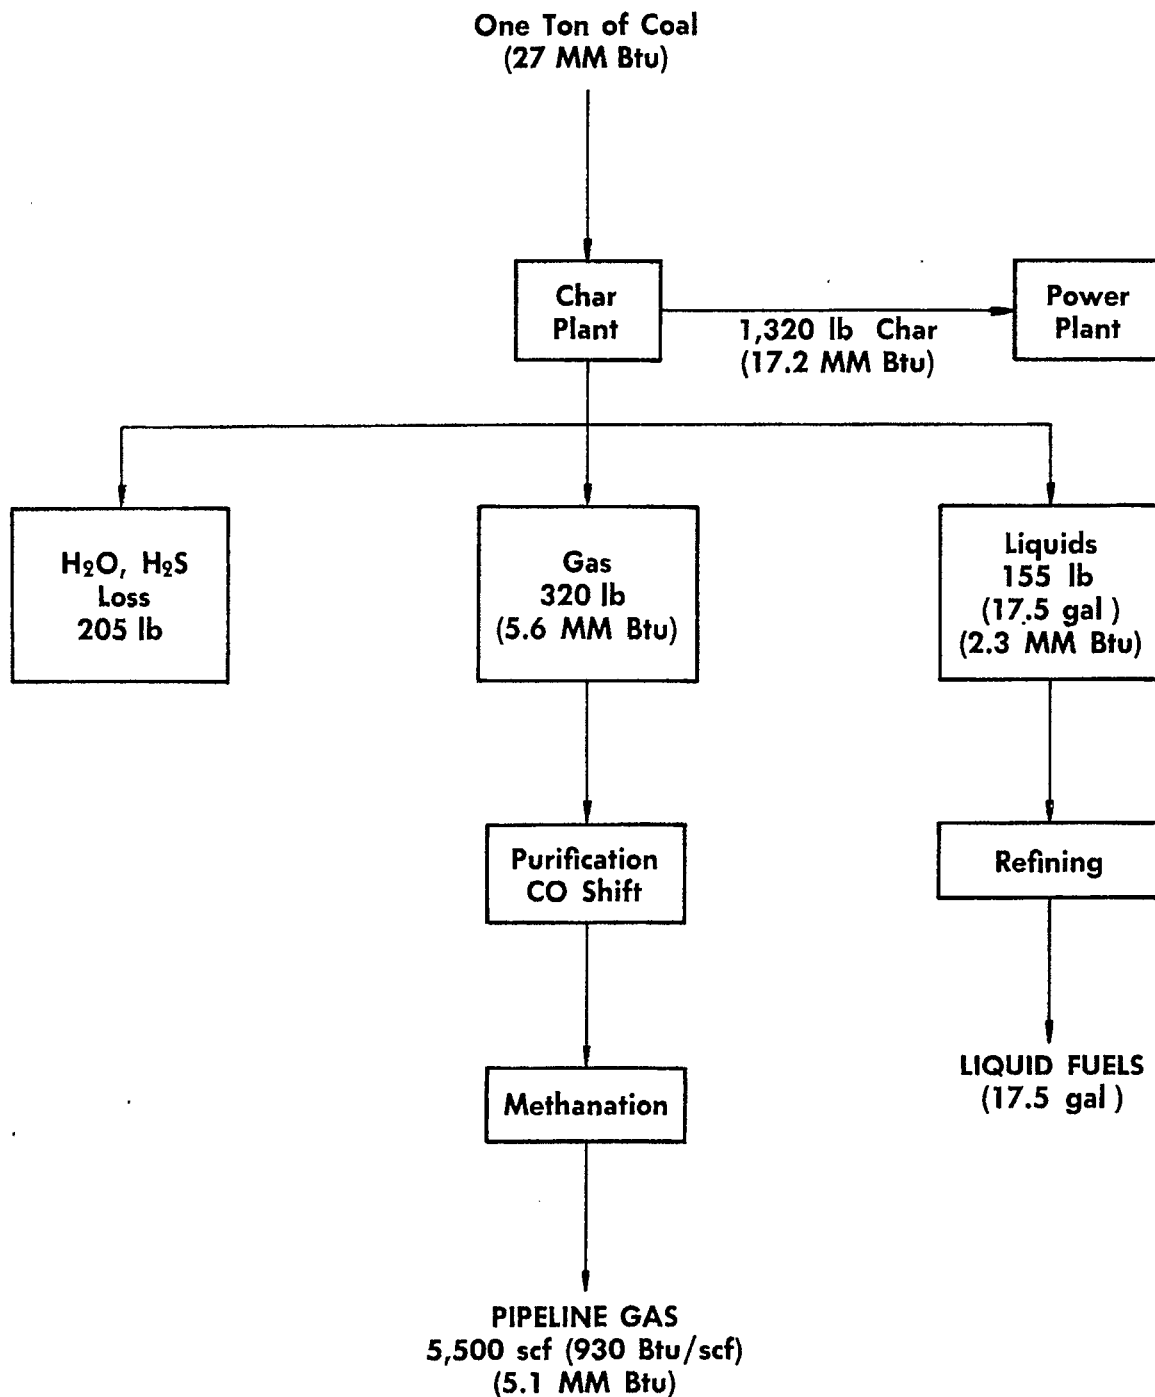 One Ton of Coal
(27 MM Btu)
Char
Plant
1,320 lb Char
(17.2 MM Btu)
Power
Plant
H₂O, H₂S
Loss
205 lb
Gas
320 lb
(5.6 MM Btu)
Liquids
155 lb
(17.5 gal)
(2.3 MM Btu)
Purification
CO Shift
Refining
Methanation
LIQUID FUELS
(17.5 gal)
PIPELINE GAS
5,500 scf (930 Btu/scf)
(5.1 MM Btu)